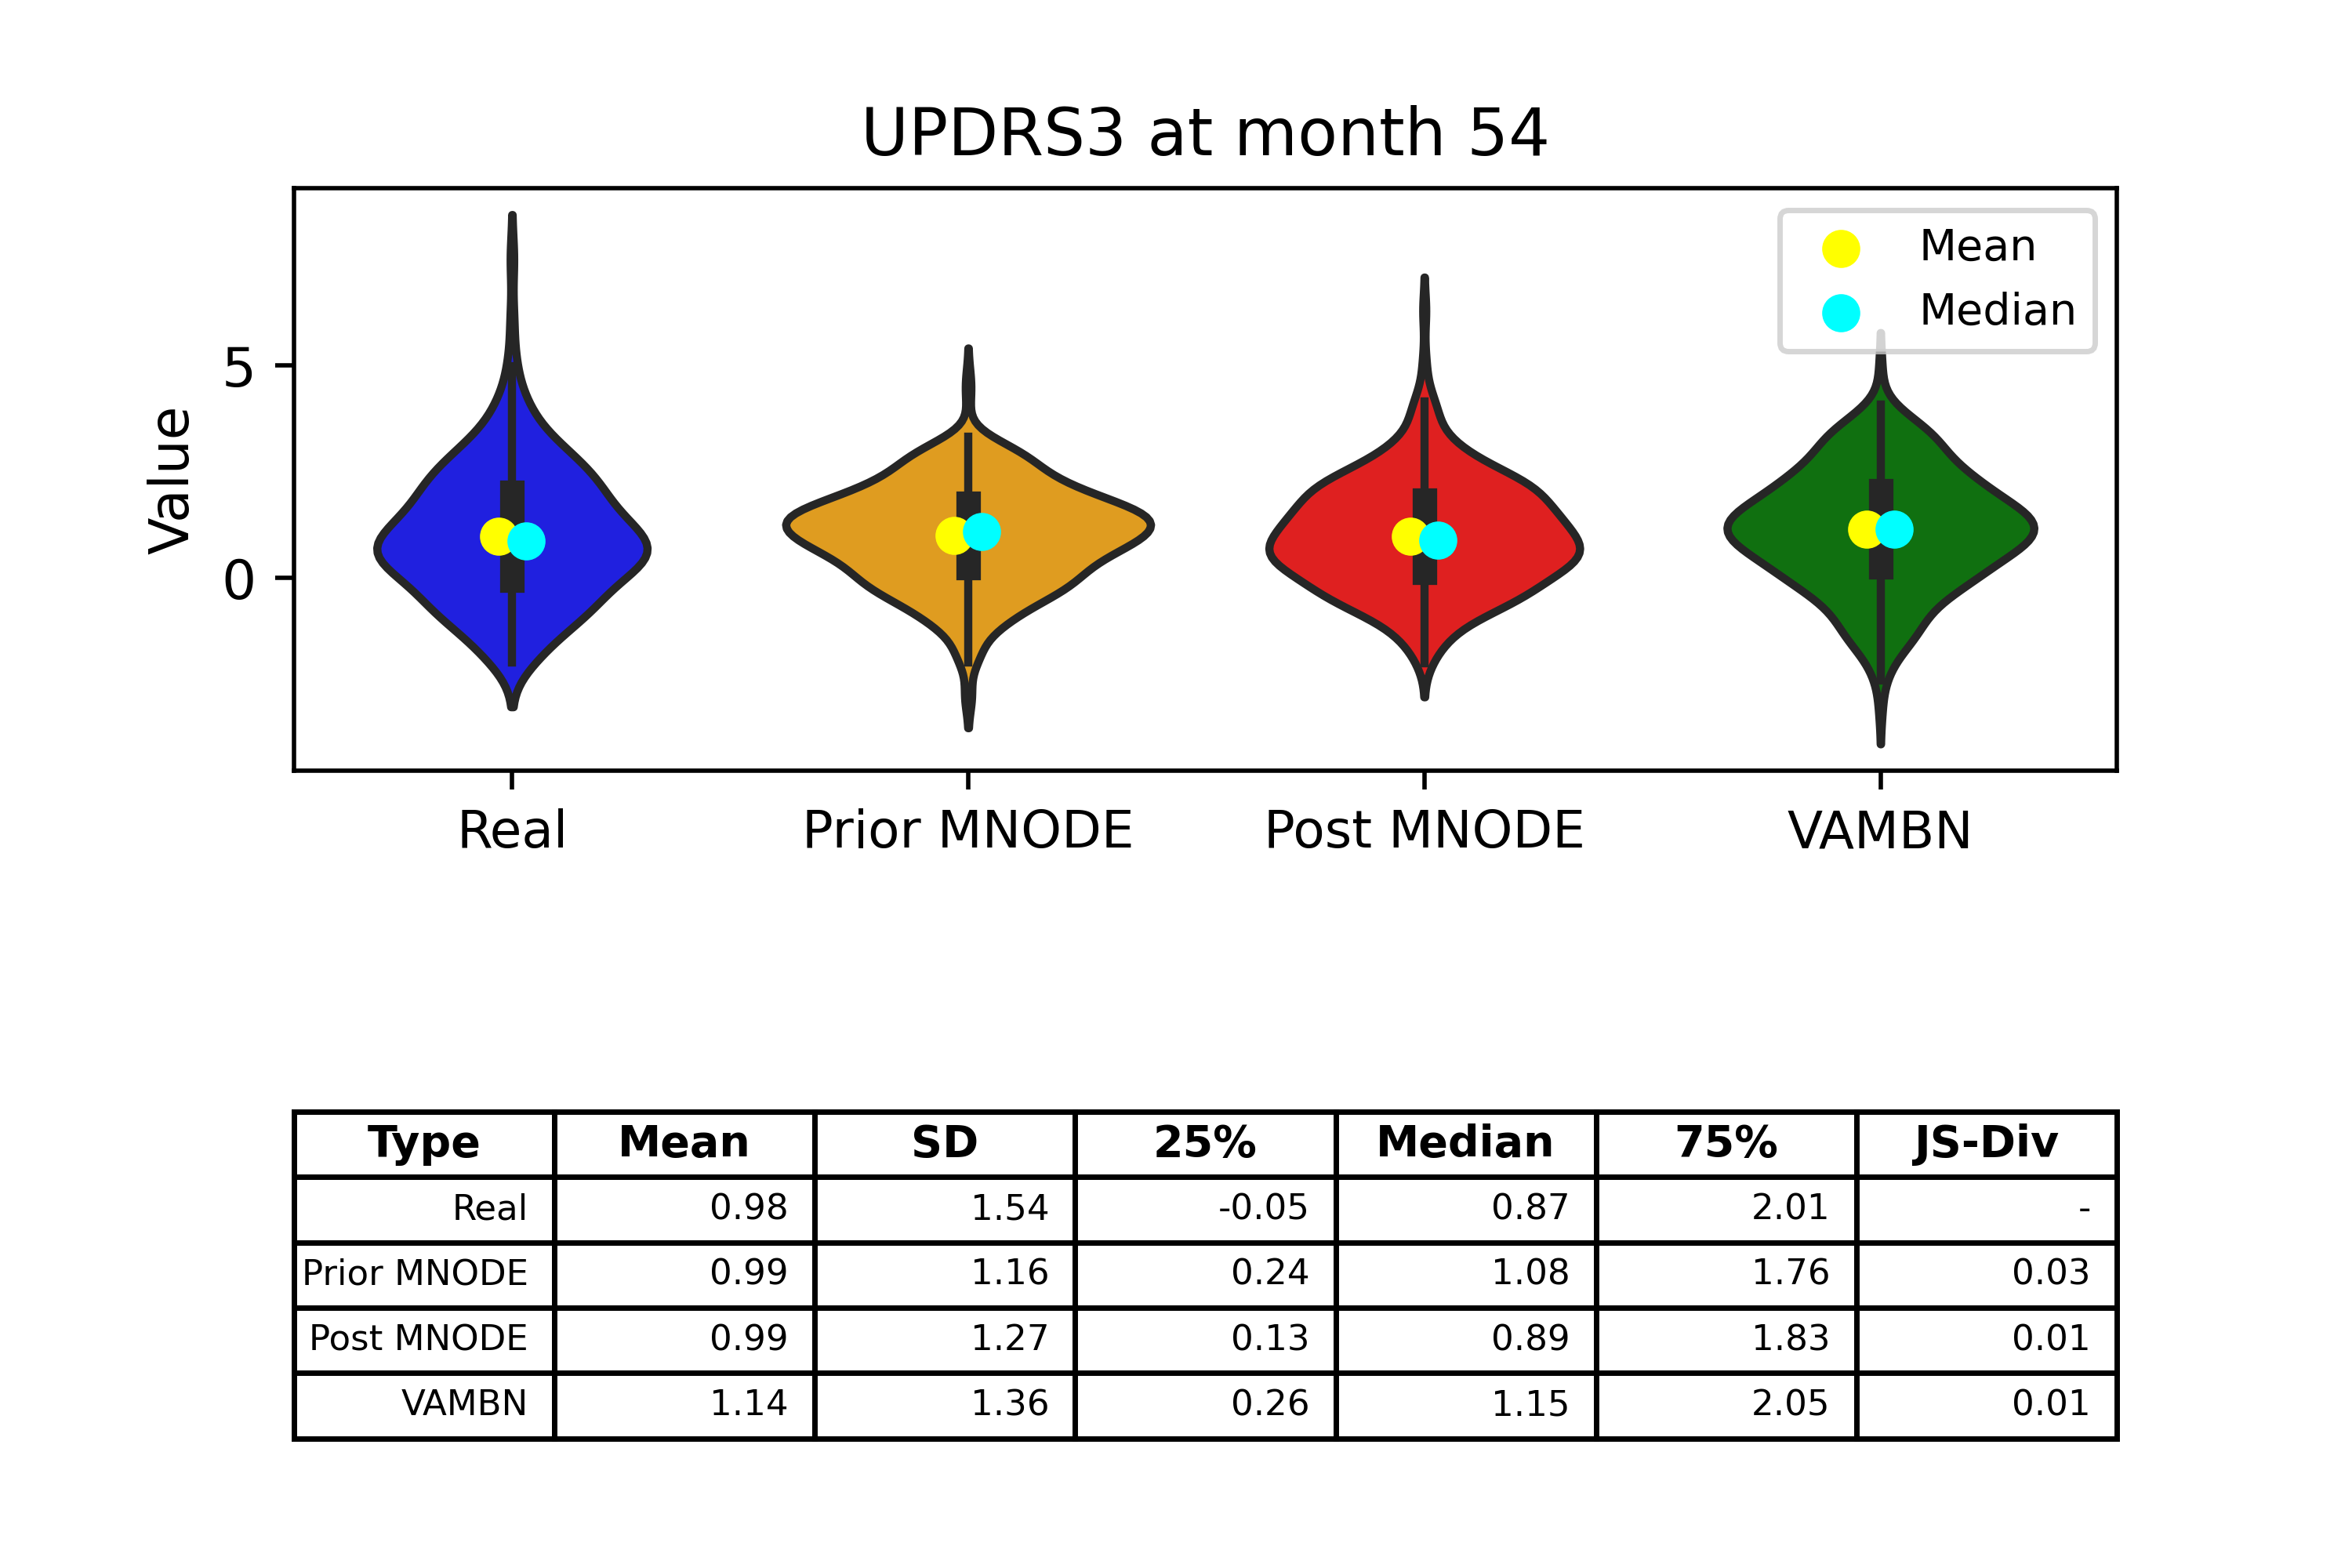 UPDRS3 at month 54
Mean
Median
5
0
Value
Real Prior MNODE Post MNODE VAMBN
Type Mean SD 25% Median 75% JS-Div
Real 0.98 1.54 -0.05 0.87 2.01 -
Prior MNODE 0.99 1.16 0.24 1.08 1.76 0.03
Post MNODE 0.99 1.27 0.13 0.89 1.83 0.01
VAMBN 1.14 1.36 0.26 1.15 2.05 0.01